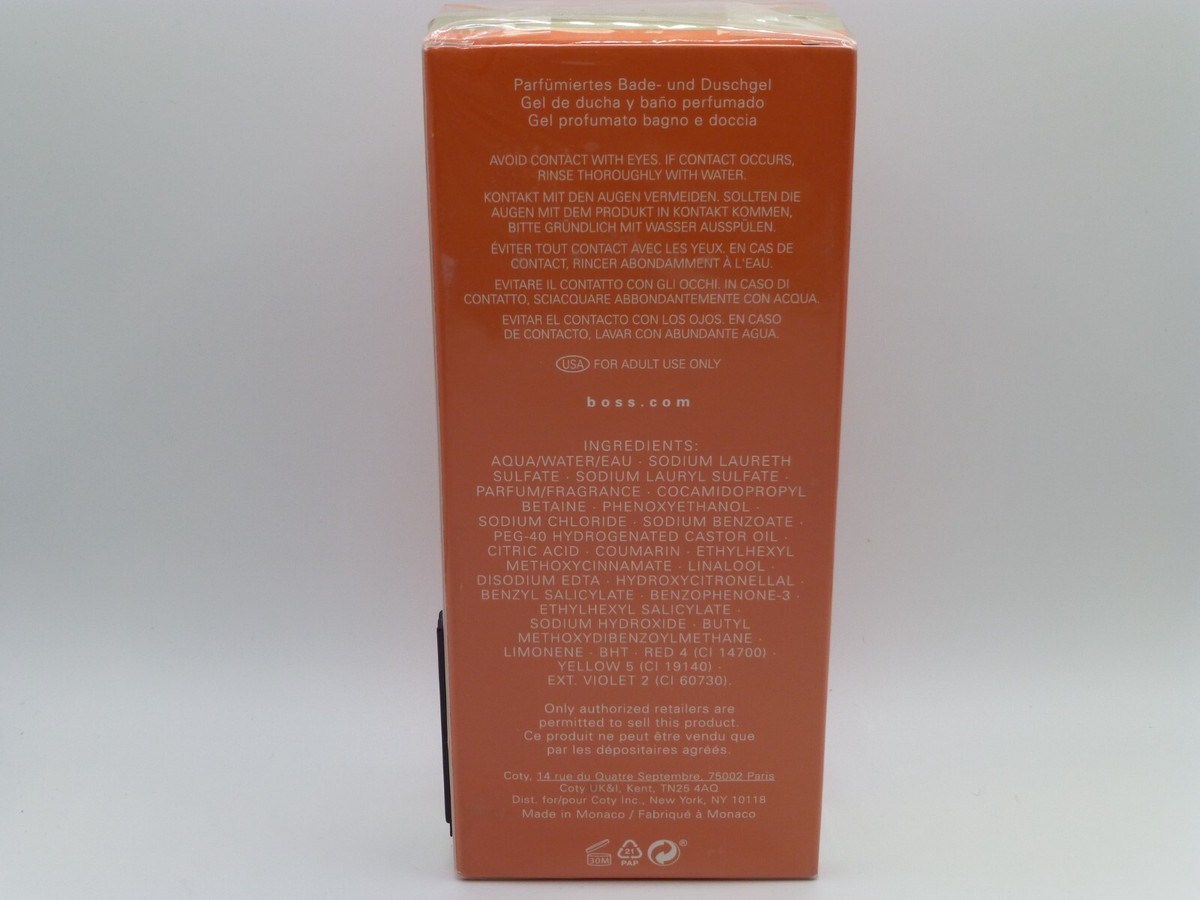 Parfümiertes Bade- und Duschgel
Gel de ducha y baño perfumado
Gel profumato bagno e doccia
AVOID CONTACT WITH EYES. IF CONTACT OCCURS,
RINSE THOROUGHLY WITH WATER.
KONTAKT MIT DEN AUGEN VERMEIDEN. SOLLTEN DIE
AUGEN MIT DEM PRODUKT IN KONTAKT KOMMEN,
BITTE GRÜNDLICH MIT WASSER AUSSPÜLEN.
ÉVITER TOUT CONTACT AVEC LES YEUX. EN CAS DE
CONTACT, RINCER ABONDAMMENT À L'EAU.
EVITARE IL CONTATTO CON GLI OCCHI. IN CASO DI
CONTATTO, SCIACQUARE ABBONDANTEMENTE CON ACQUA.
EVITAR EL CONTACTO CON LOS OJOS. EN CASO
DE CONTACTO, LAVAR CON ABUNDANTE AGUA.
USA FOR ADULT USE ONLY
boss.com
INGREDIENTS:
AQUA/WATER/EAU · SODIUM LAURETH
SULFATE · SODIUM LAURYL SULFATE ·
PARFUM/FRAGRANCE · COCAMIDOPROPYL
BETAINE · PHENOXYETHANOL ·
SODIUM CHLORIDE · SODIUM BENZOATE ·
PEG-40 HYDROGENATED CASTOR OIL ·
CITRIC ACID · COUMARIN · ETHYLHEXYL
METHOXYCINNAMATE · LINALOOL ·
DISODIUM EDTA · HYDROXYCITRONELLAL ·
BENZYL SALICYLATE · BENZOPHENONE-3 ·
ETHYLHEXYL SALICYLATE ·
SODIUM HYDROXIDE · BUTYL
METHOXYDIBENZOYLMETHANE ·
LIMONENE · BHT · RED 4 (CI 14700) ·
YELLOW 5 (CI 19140) ·
EXT. VIOLET 2 (CI 60730).
Only authorized retailers are
permitted to sell this product.
Ce produit ne peut être vendu que
par les dépositaires agréés.
Coty, 14 rue du Quatre Septembre, 75002 Paris
Coty UK&I, Kent, TN25 4AQ
Dist. for/pour Coty Inc., New York, NY 10118
Made in Monaco / Fabriqué à Monaco
30M 21 ®
PAP